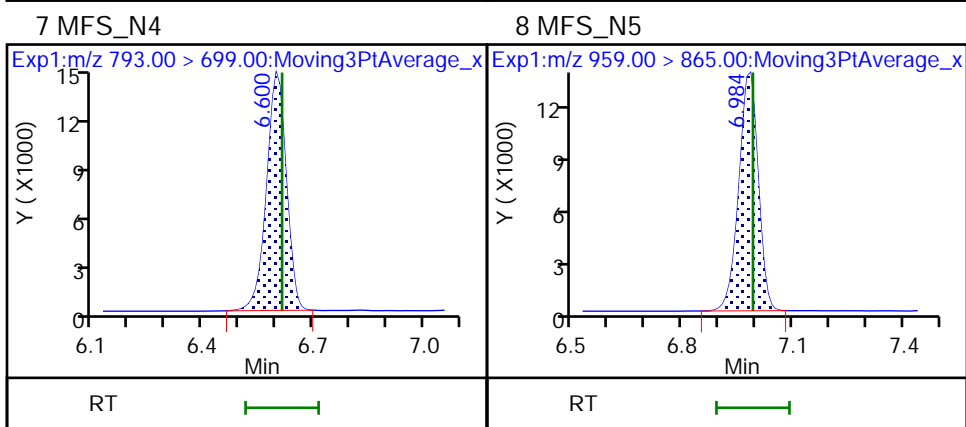 7 MFS_N4
8 MFS_N5
Exp1:m/z 793.00 > 699.00:Moving3PtAverage_x
Exp1:m/z 959.00 > 865.00:Moving3PtAverage_x
15
12
9
6
3
0
Y ( X1000)
6.600
6.1 6.4 6.7 7.0
Min
12
9
6
3
0
Y ( X1000)
6.984
6.5 6.8 7.1 7.4
Min
RT
RT